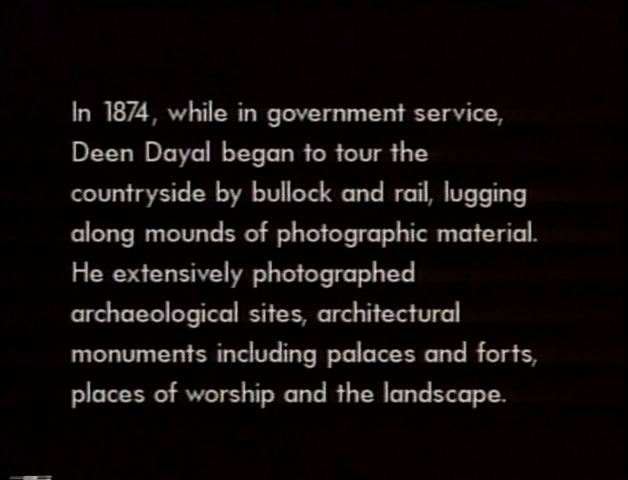 In 1874, while in government service,
Deen Dayal began to tour the
countryside by bullock and rail, lugging
along mounds of photographic material.
He extensively photographed
archaeological sites, architectural
monuments including palaces and forts,
places of worship and the landscape.